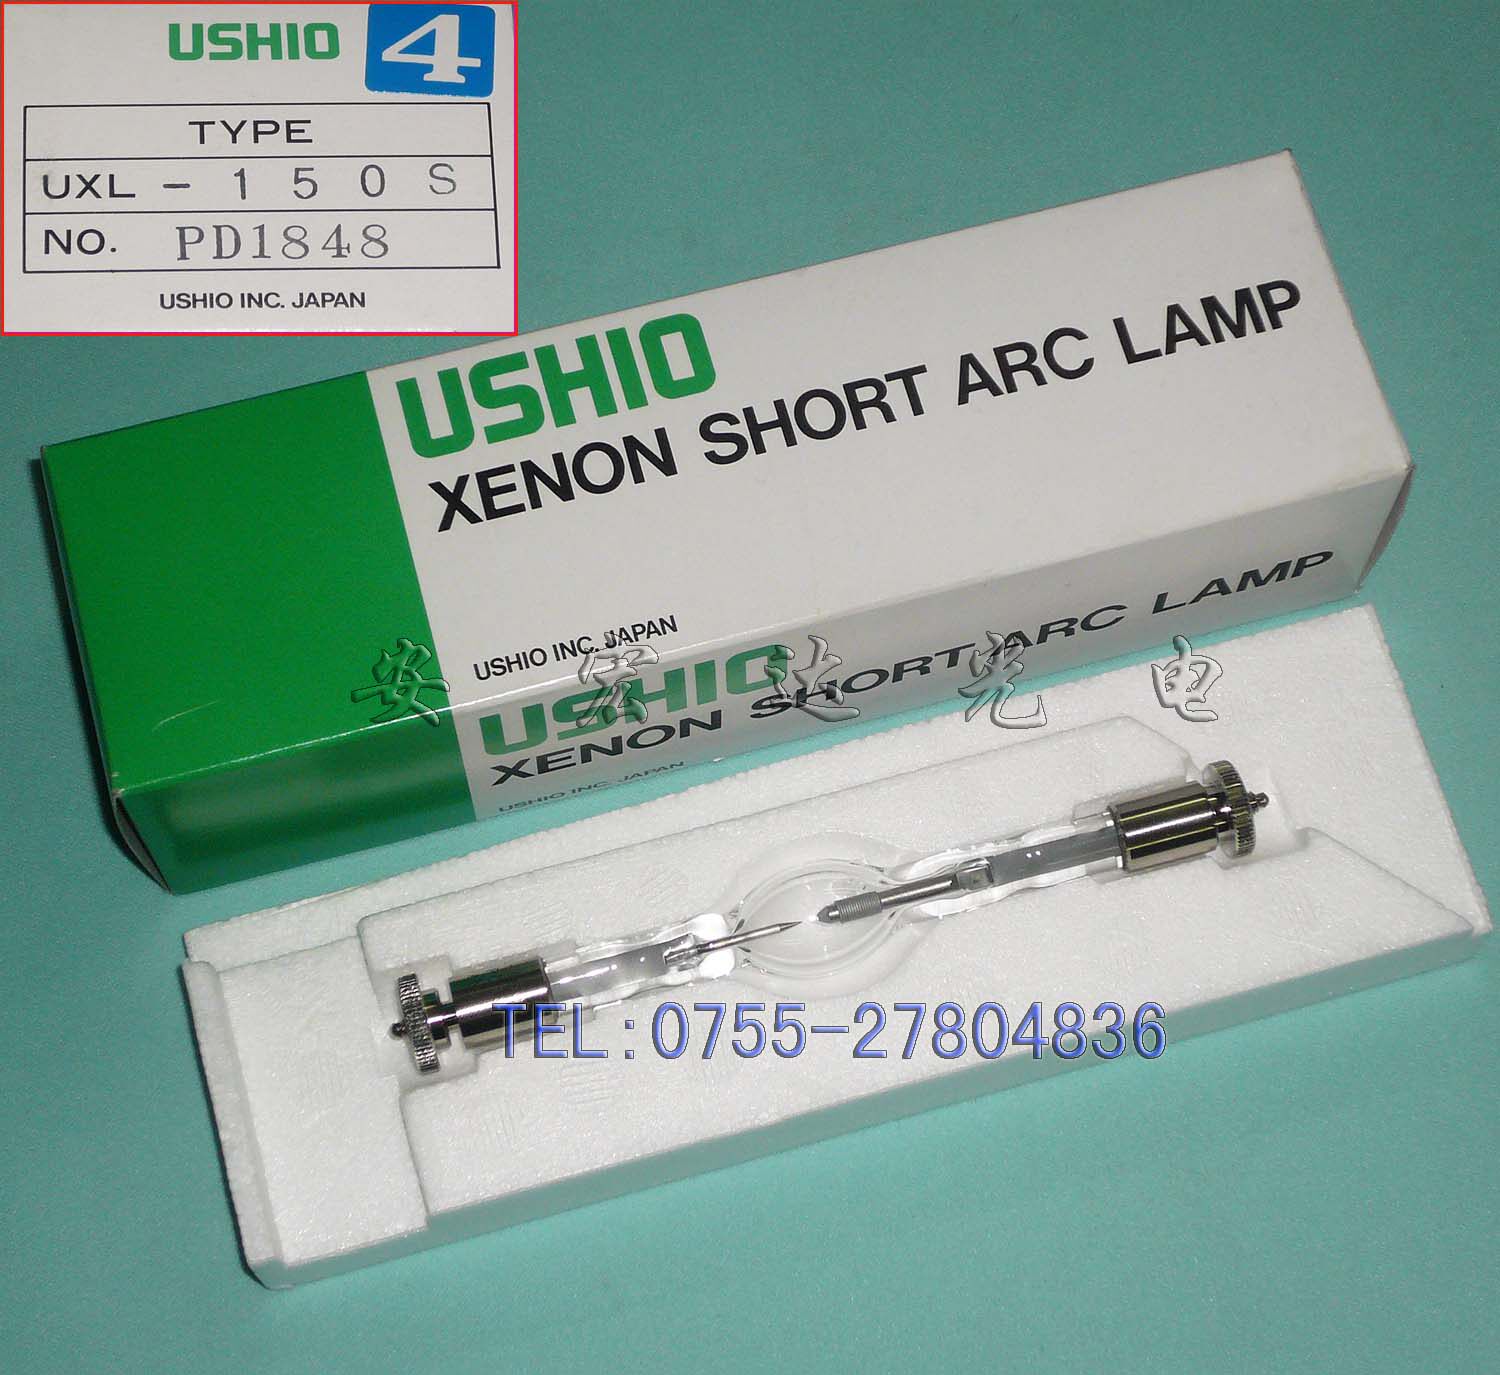 USHIO 4
TYPE
UXL - 150S
NO. PD1848
USHIO INC. JAPAN
USHIO
XENON SHORT ARC LAMP
USHIO INC. JAPAN
安宏达光电
USHIO
XENON SHORT ARC LAMP
USHIO INC. JAPAN
TEL:0755-27804836